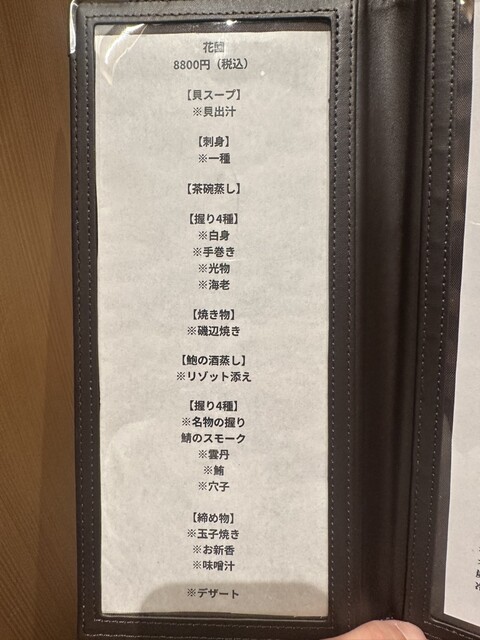 花園
8800円（税込）
【貝スープ】
※貝出汁
【刺身】
※一種
【茶碗蒸し】
【握り4種】
※白身
※手巻き
※光物
※海老
【焼き物】
※磯辺焼き
【鮑の酒蒸し】
※リゾット添え
【握り4種】
※名物の握り
鯖のスモーク
※雲丹
※鮪
※穴子
【締め物】
※玉子焼き
※お新香
※味噌汁
※デザート